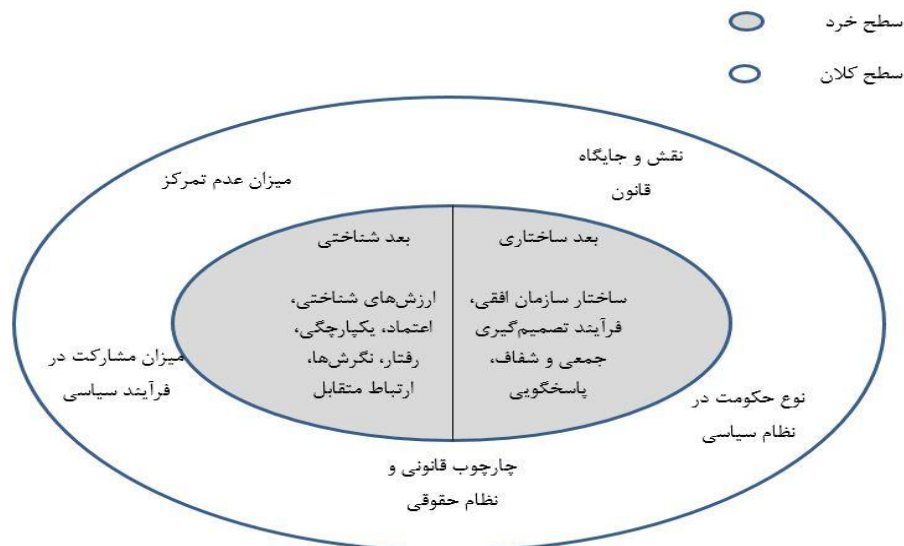 سطح خرد
سطح کلان
نقش و جایگاه
قانون
میزان عدم تمرکز
بعد ساختاری
ساختار سازمان افقی،
فرآیند تصمیم‌گیری
جمعی و شفاف،
پاسخگویی
بعد شناختی
ارزش‌های شناختی،
اعتماد، یکپارچگی،
رفتار، نگرش‌ها،
ارتباط متقابل
میزان مشارکت در
فرآیند سیاسی
نوع حکومت در
نظام سیاسی
چارچوب قانونی و
نظام حقوقی